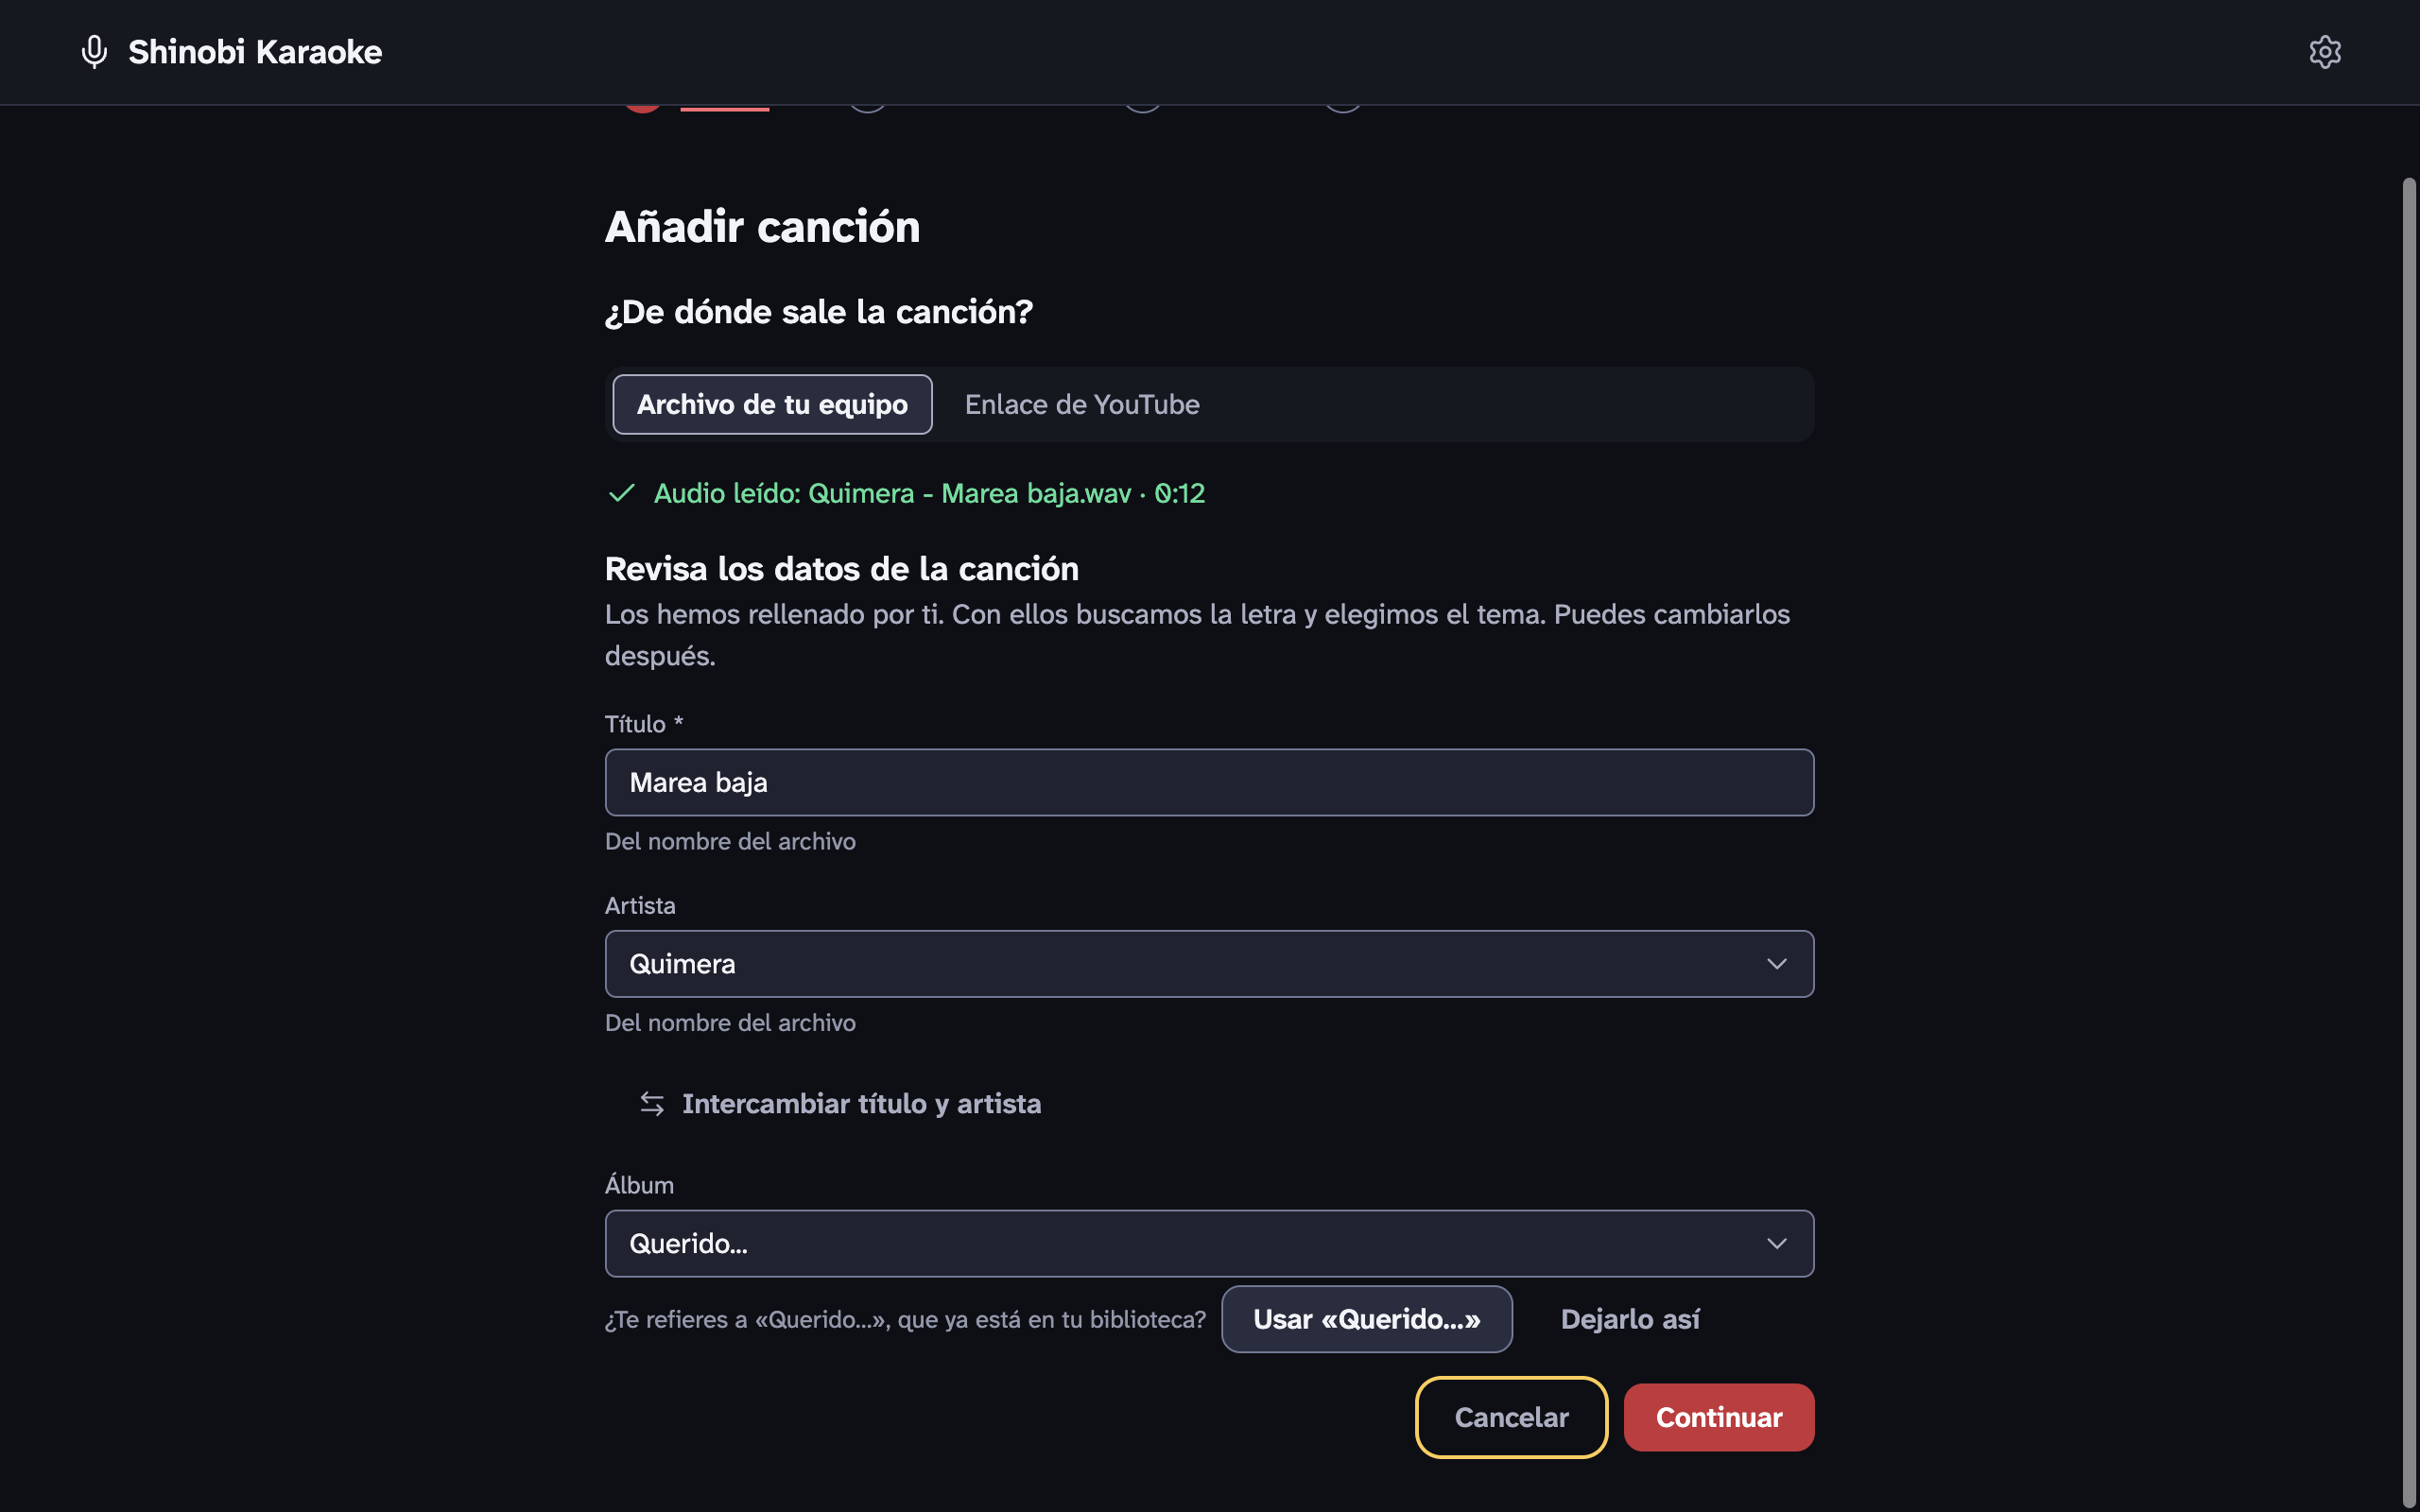 Shinobi Karaoke
Añadir canción
¿De dónde sale la canción?
Archivo de tu equipo
Enlace de YouTube
Audio leído: Quimera - Marea baja.wav · 0:12
Revisa los datos de la canción
Los hemos rellenado por ti. Con ellos buscamos la letra y elegimos el tema. Puedes cambiarlos
después.
Título *
Marea baja
Del nombre del archivo
Artista
Quimera
Del nombre del archivo
Intercambiar título y artista
Álbum
Querido...
¿Te refieres a «Querido...», que ya está en tu biblioteca?
Usar «Querido...»
Dejarlo así
Cancelar
Continuar